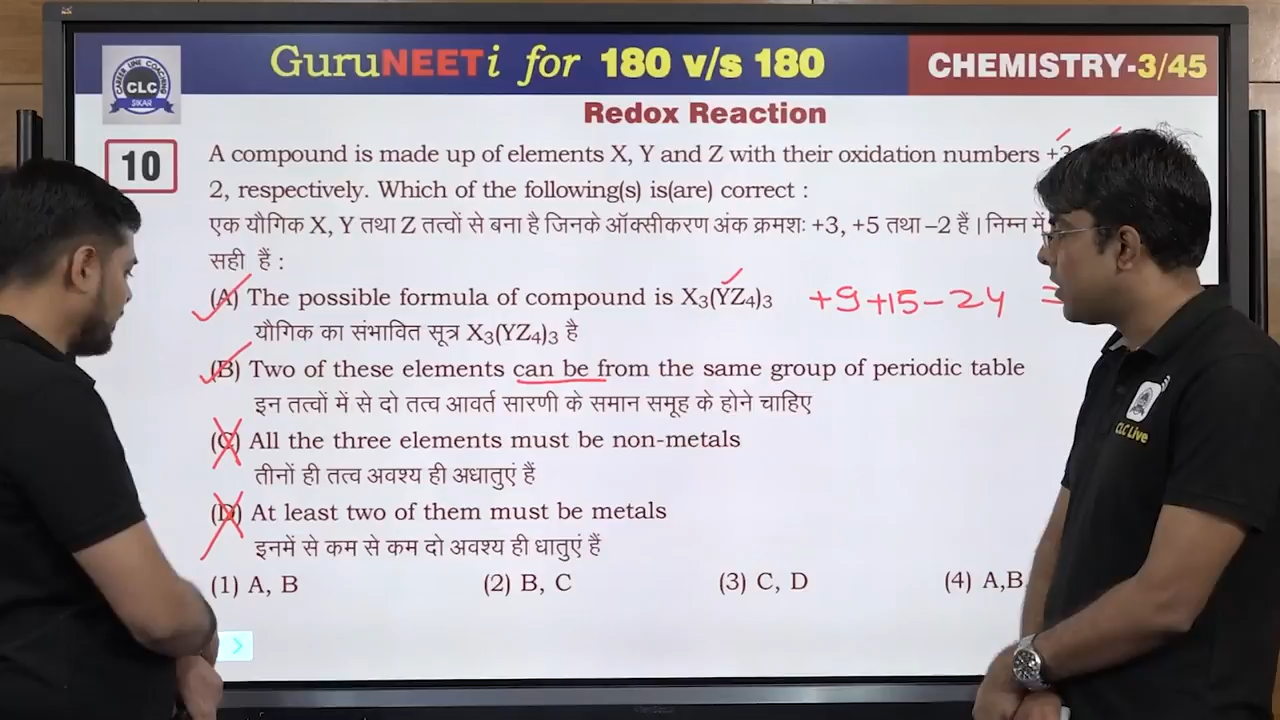 GuruNEETi for 180 v/s 180
CHEMISTRY-3/45
CAREER LINE COACHING
CLC
SIKAR
Redox Reaction
10
A compound is made up of elements X, Y and Z with their oxidation numbers +3
2, respectively. Which of the following(s) is(are) correct :
एक यौगिक X, Y तथा Z तत्वों से बना है जिनके ऑक्सीकरण अंक क्रमशः +3, +5 तथा –2 हैं। निम्न में
सही हैं :
(A) The possible formula of compound is X₃(YZ₄)₃ +9+15-24 =
यौगिक का संभावित सूत्र X₃(YZ₄)₃ है
(B) Two of these elements can be from the same group of periodic table
इन तत्वों में से दो तत्व आवर्त सारणी के समान समूह के होने चाहिए
(C) All the three elements must be non-metals
तीनों ही तत्व अवश्य ही अधातुएं हैं
(D) At least two of them must be metals
इनमें से कम से कम दो अवश्य ही धातुएं हैं
(1) A, B (2) B, C (3) C, D (4) A,B
CLC Live